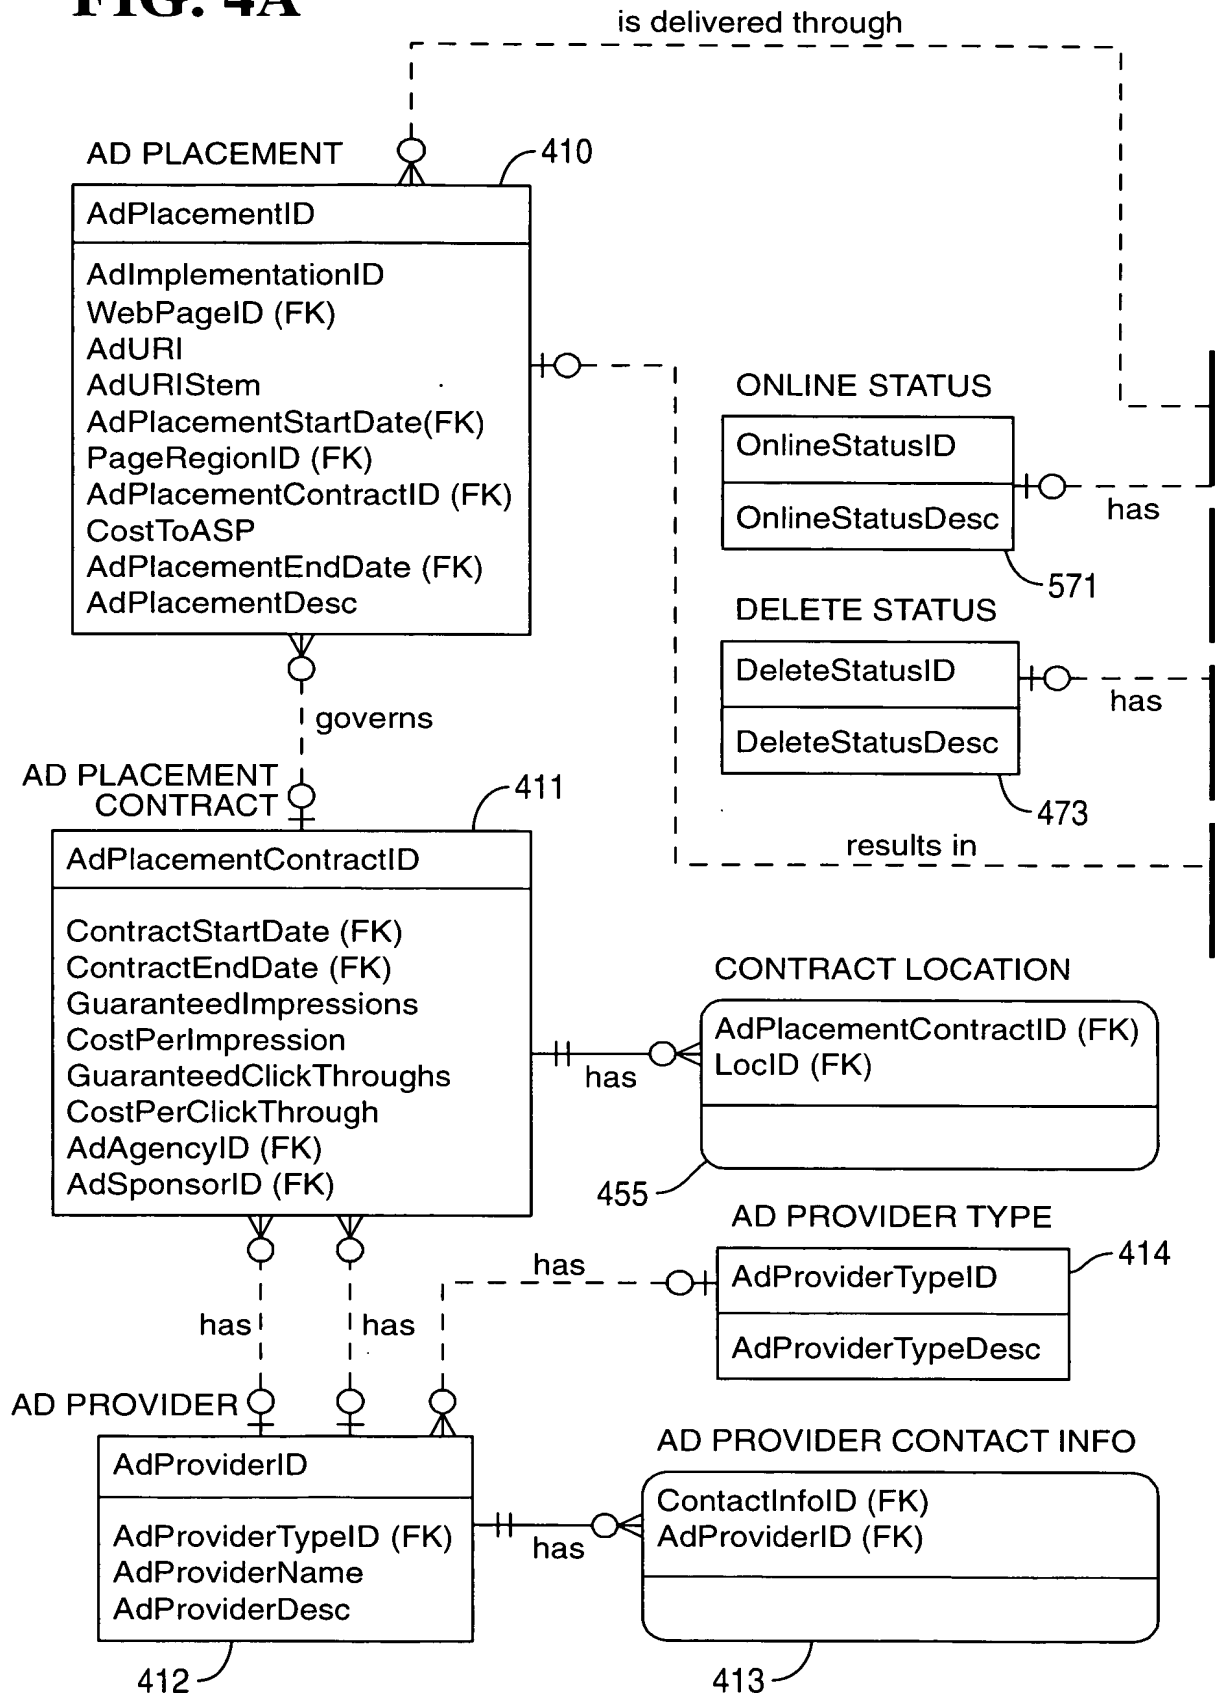 FIG. 4A
is delivered through
AD PLACEMENT
410
AdPlacementID
AdImplementationID
WebPageID (FK)
AdURI
AdURIStem
AdPlacementStartDate(FK)
PageRegionID (FK)
AdPlacementContractID (FK)
CostToASP
AdPlacementEndDate (FK)
AdPlacementDesc
ONLINE STATUS
OnlineStatusID
OnlineStatusDesc
has
571
DELETE STATUS
DeleteStatusID
DeleteStatusDesc
has
473
governs
results in
AD PLACEMENT
CONTRACT
411
AdPlacementContractID
ContractStartDate (FK)
ContractEndDate (FK)
GuaranteedImpressions
CostPerImpression
GuaranteedClickThroughs
CostPerClickThrough
AdAgencyID (FK)
AdSponsorID (FK)
has
CONTRACT LOCATION
AdPlacementContractID (FK)
LocID (FK)
455
AD PROVIDER TYPE
414
AdProviderTypeID
AdProviderTypeDesc
has
has
has
AD PROVIDER
AdProviderID
AdProviderTypeID (FK)
AdProviderName
AdProviderDesc
412
has
AD PROVIDER CONTACT INFO
ContactInfoID (FK)
AdProviderID (FK)
413